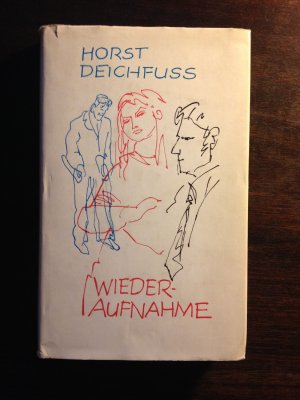 HORST
DEICHFUSS
WIEDER-
AUFNAHME